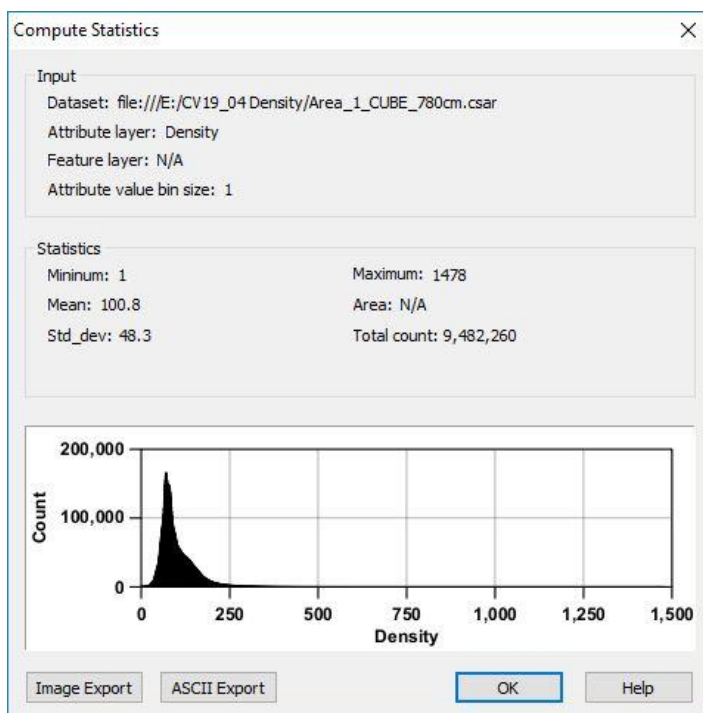 Compute Statistics
Input
Dataset: file:///E:/CV19_04 Density/Area_1_CUBE_780cm.csar
Attribute layer: Density
Feature layer: N/A
Attribute value bin size: 1
Statistics
Mininum: 1
Maximum: 1478
Mean: 100.8
Area: N/A
Std_dev: 48.3
Total count: 9,482,260
200,000
100,000
0
Count
0 250 500 750 1,000 1,250 1,500
Density
Image Export
ASCII Export
OK
Help